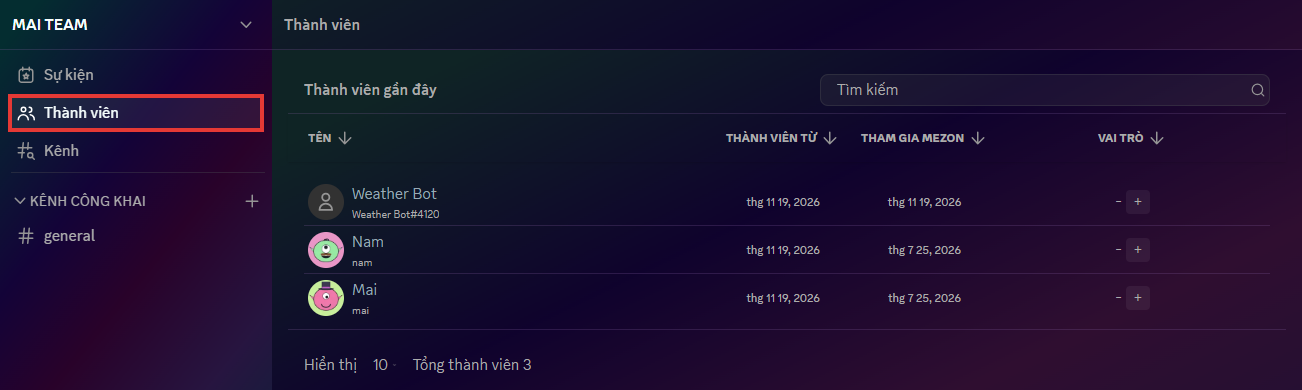 MAI TEAM
Sự kiện
Thành viên
Kênh
KÊNH CÔNG KHAI
general
Thành viên
Thành viên gần đây
Tìm kiếm
TÊN THÀNH VIÊN TỪ THAM GIA MEZON VAI TRÒ
Weather Bot
Weather Bot#4120
thg 11 19, 2026 thg 11 19, 2026 - +
Nam
nam
thg 11 19, 2026 thg 7 25, 2026 - +
Mai
mai
thg 11 19, 2026 thg 7 25, 2026 - +
Hiển thị 10 Tổng thành viên 3